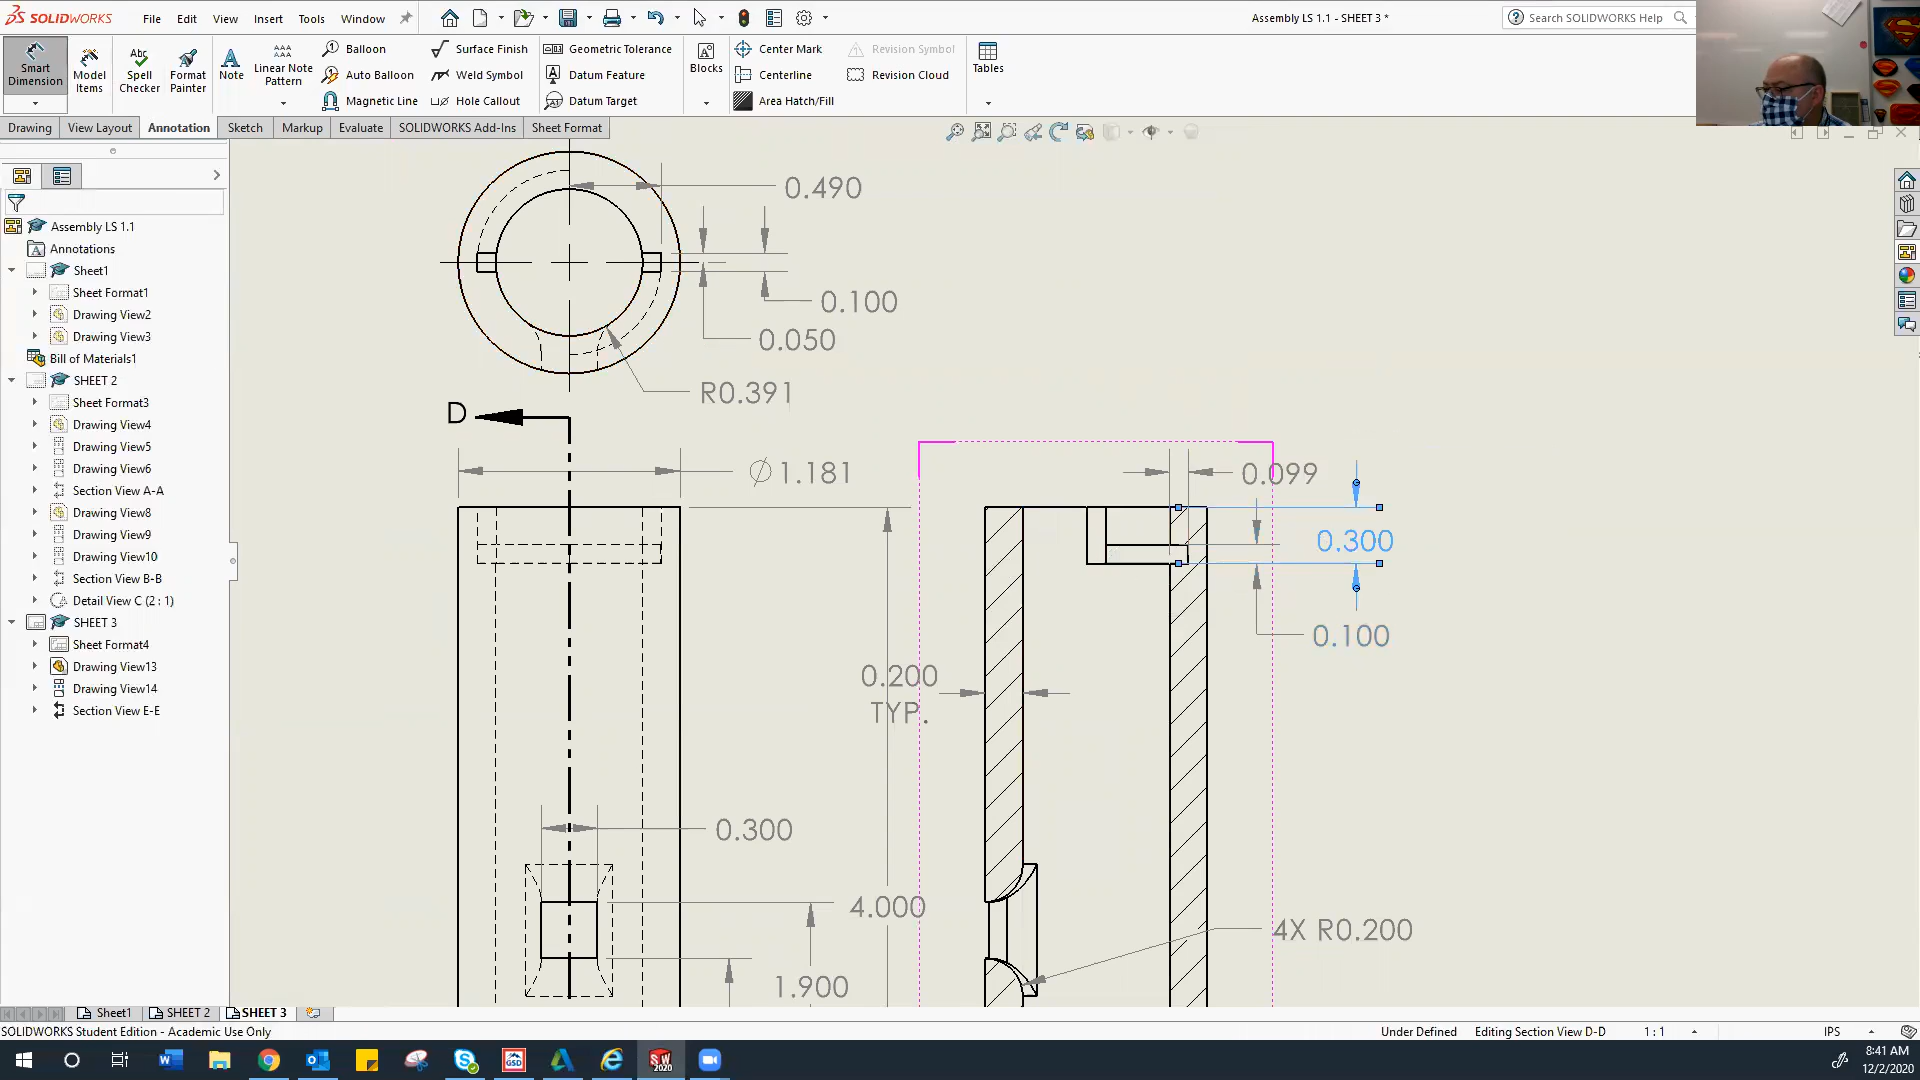 SOLIDWORKS
File Edit View Insert Tools Window
Assembly LS 1.1 - SHEET 3 *
Search SOLIDWORKS Help
Smart Dimension
Model Items
Abc
Spell Checker
Format Painter
Note
Linear Note Pattern
Balloon
Auto Balloon
Magnetic Line
Surface Finish
Weld Symbol
Hole Callout
Geometric Tolerance
Datum Feature
Datum Target
Blocks
Center Mark
Centerline
Area Hatch/Fill
Revision Symbol
Revision Cloud
Tables
Drawing View Layout Annotation Sketch Markup Evaluate SOLIDWORKS Add-Ins Sheet Format
Assembly LS 1.1
Annotations
Sheet1
Sheet Format1
Drawing View2
Drawing View3
Bill of Materials1
SHEET 2
Sheet Format3
Drawing View4
Drawing View5
Drawing View6
Section View A-A
Drawing View8
Drawing View9
Drawing View10
Section View B-B
Detail View C (2 : 1)
SHEET 3
Sheet Format4
Drawing View13
Drawing View14
Section View E-E
0.490
0.100
0.050
R0.391
D
Ø 1.181
0.099
0.300
0.100
0.200
TYP.
0.300
4.000
4X R0.200
1.900
Sheet1 SHEET 2 SHEET 3
SOLIDWORKS Student Edition - Academic Use Only
Under Defined
Editing Section View D-D
1 : 1
IPS
GSD
SW
2020
8:41 AM
12/2/2020